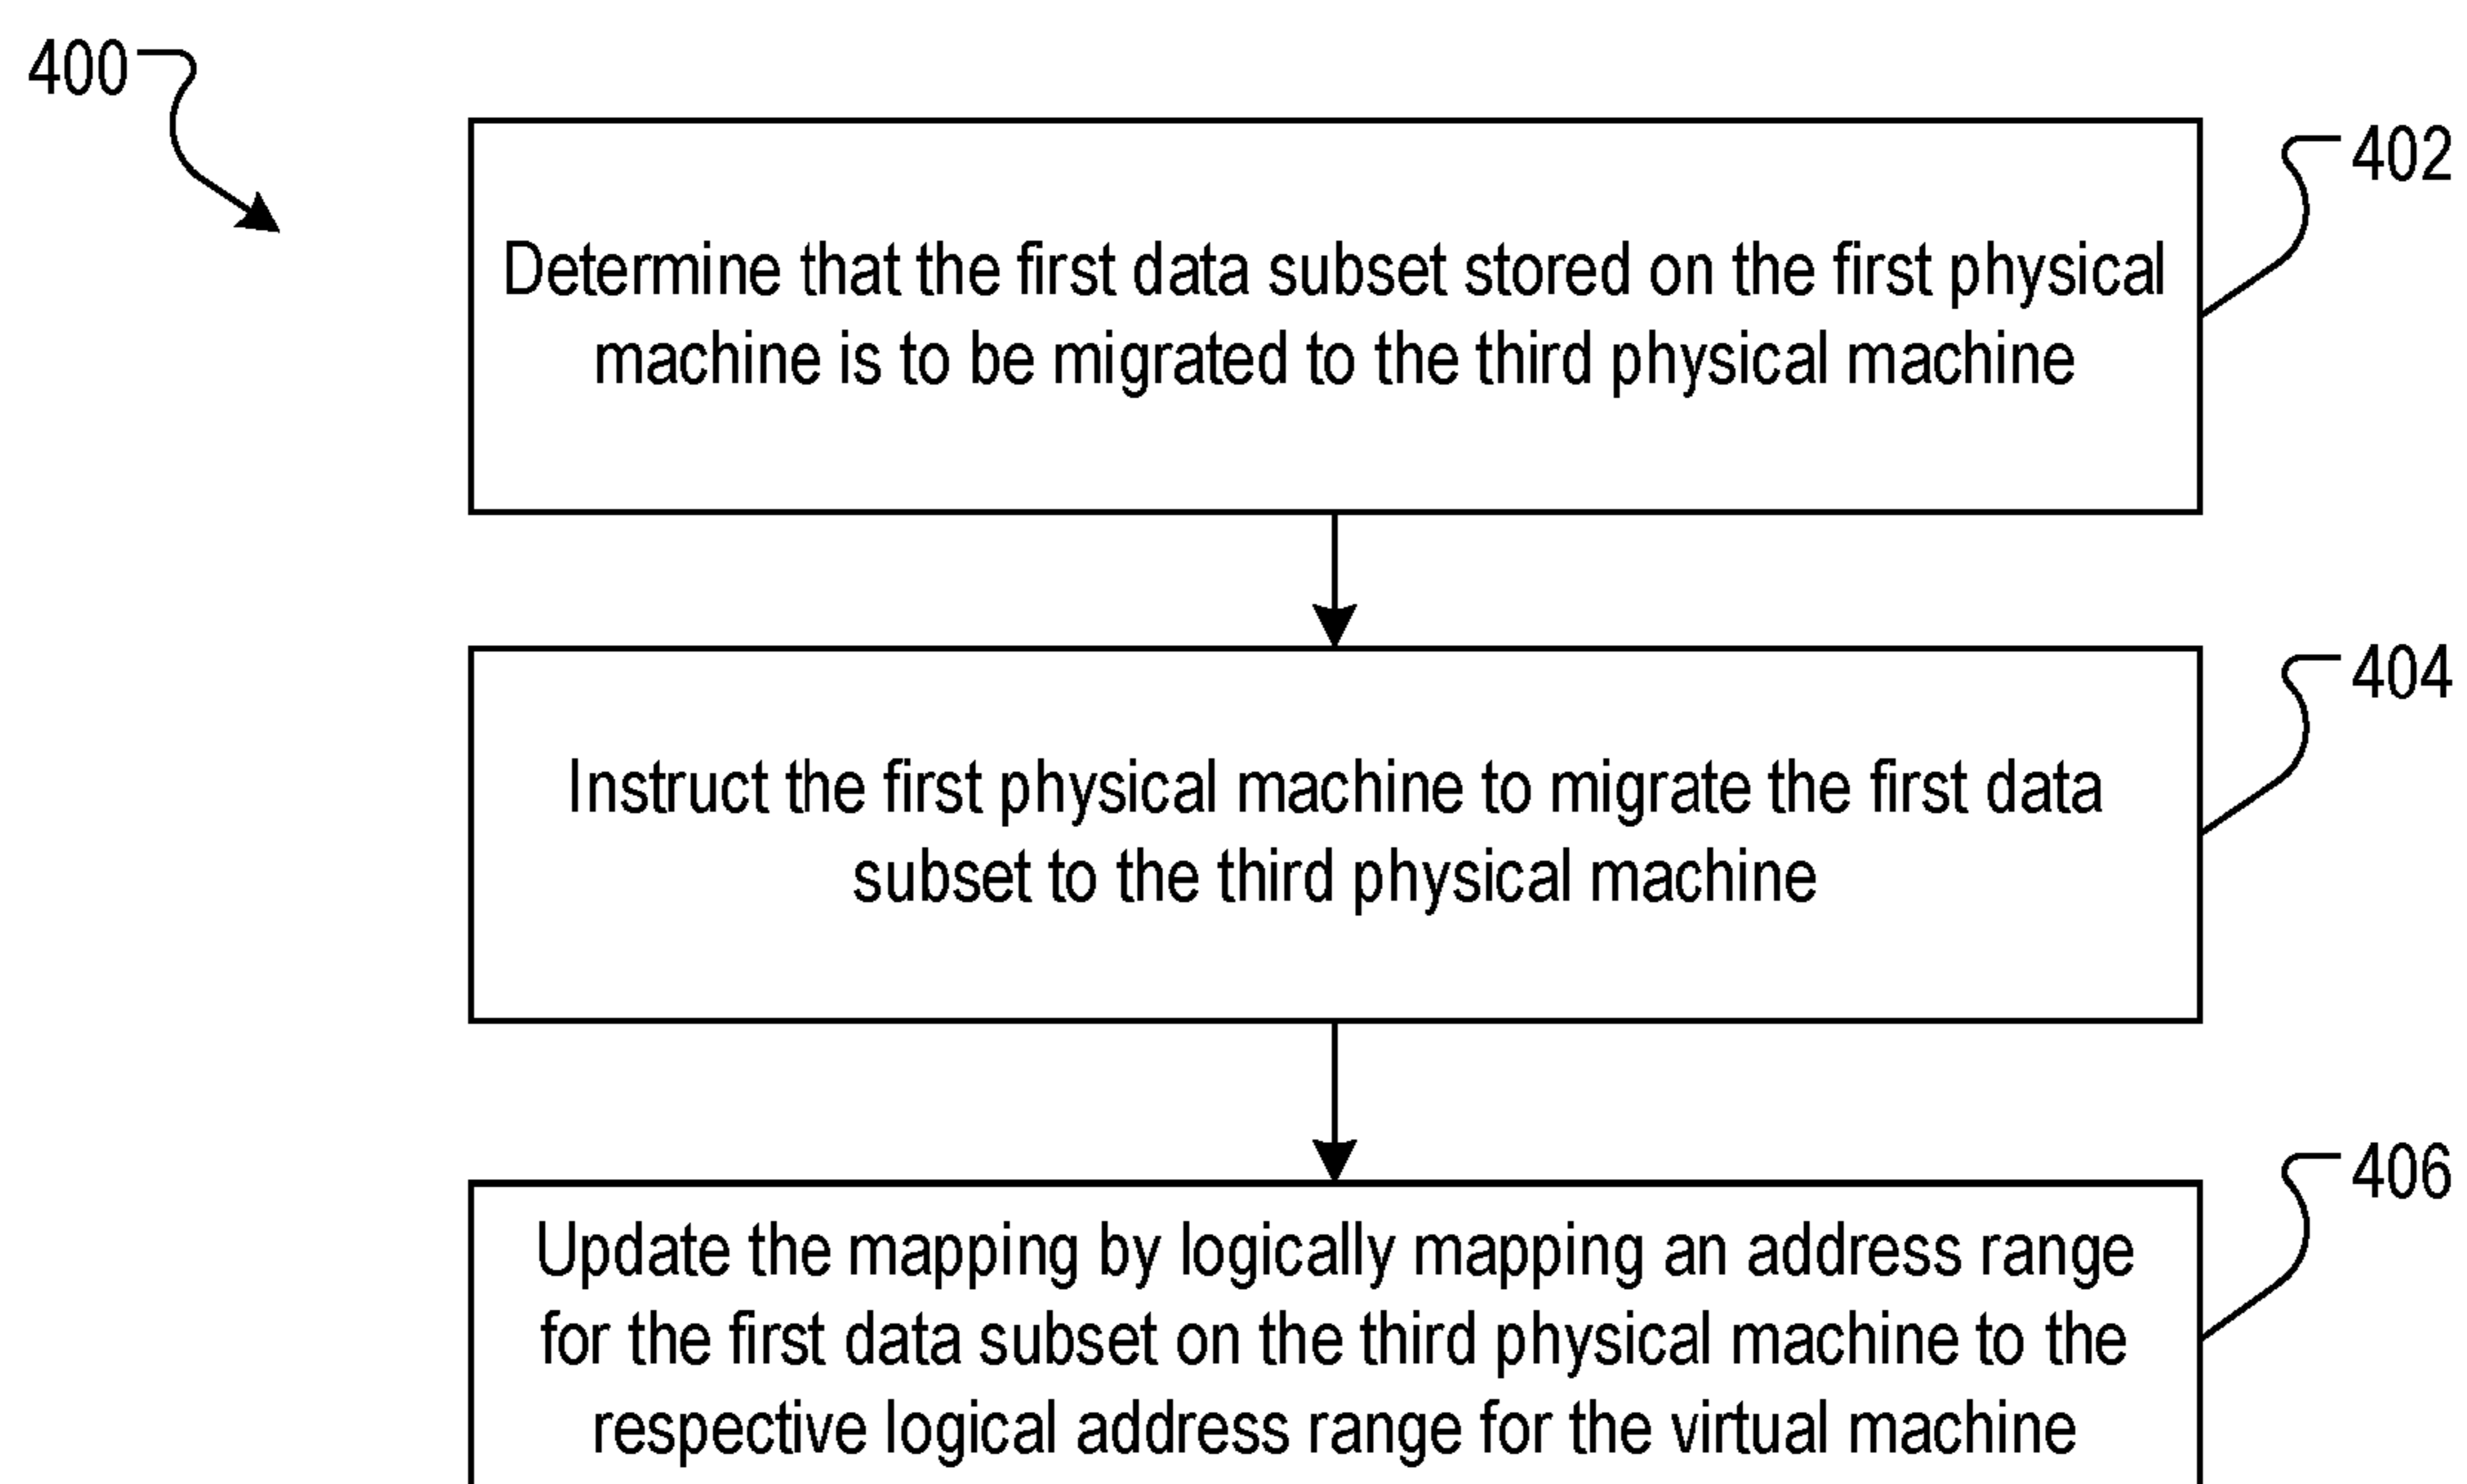 400
402
Determine that the first data subset stored on the first physical
machine is to be migrated to the third physical machine
404
Instruct the first physical machine to migrate the first data
subset to the third physical machine
406
Update the mapping by logically mapping an address range
for the first data subset on the third physical machine to the
respective logical address range for the virtual machine